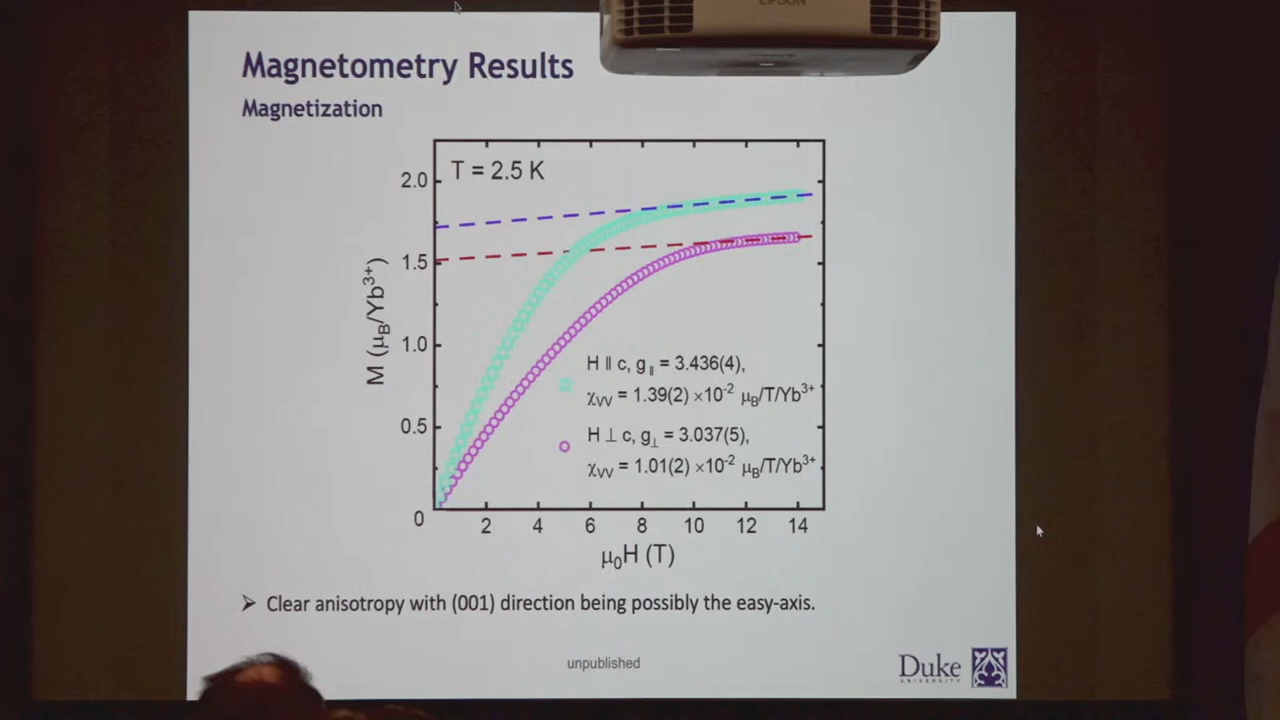 EPSON
Magnetometry Results
Magnetization
T = 2.5 K
2.0
1.5
1.0
0.5
0
M (μB/Yb3+)
H ∥ c, g∥ = 3.436(4),
χVV = 1.39(2) ×10-2 μB/T/Yb3+
H ⊥ c, g⊥ = 3.037(5),
χVV = 1.01(2) ×10-2 μB/T/Yb3+
2 4 6 8 10 12 14
μ0H (T)
➢ Clear anisotropy with (001) direction being possibly the easy-axis.
unpublished
Duke
UNIVERSITY